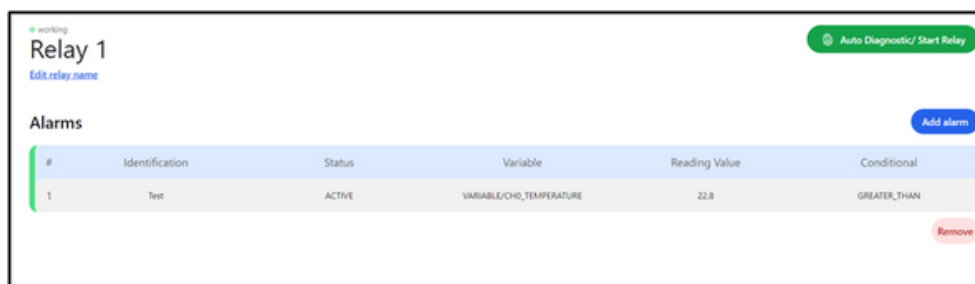 working
Relay 1
Auto Diagnostic/ Start Relay
Edit relay name
Alarms
Add alarm
# Identification Status Variable Reading Value Conditional
1 Test ACTIVE VARIABLE/CH0_TEMPERATURE 22.8 GREATER_THAN
Remove